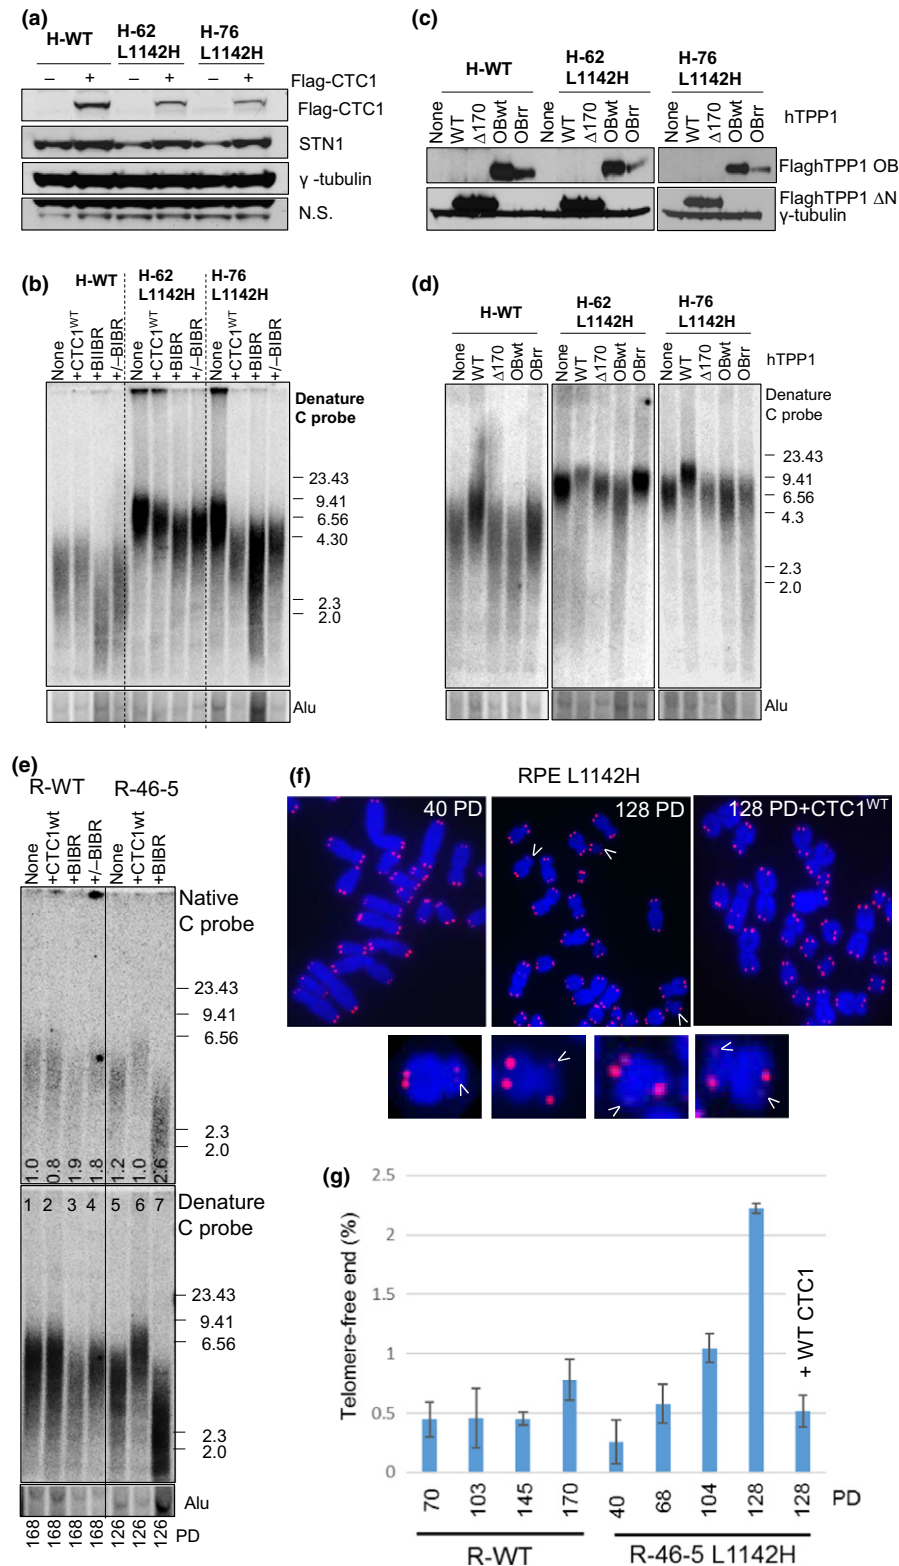 (a)
H-WT
H-62
L1142H
H-76
L1142H
– + – + – +
Flag-CTC1
Flag-CTC1
STN1
γ -tubulin
N.S.
(b)
H-WT
H-62
L1142H
H-76
L1142H
None
+CTC1WT
+BIIBR
+/–BIBR
None
+CTC1WT
+BIBR
+/–BIBR
None
+CTC1WT
+BIBR
+/–BIBR
Denature
C probe
23.43
9.41
6.56
4.30
2.3
2.0
Alu
(c)
H-WT
H-62
L1142H
H-76
L1142H
None
WT
Δ170
OBwt
OBrr
None
WT
Δ170
OBwt
OBrr
None
WT
Δ170
OBwt
OBrr
hTPP1
FlaghTPP1 OB
FlaghTPP1 ΔN
γ-tubulin
(d)
H-WT
H-62
L1142H
H-76
L1142H
None
WT
Δ170
OBwt
OBrr
None
WT
Δ170
OBwt
OBrr
None
WT
Δ170
OBwt
OBrr
hTPP1
Denature
C probe
23.43
9.41
6.56
4.3
2.3
2.0
Alu
(e)
R-WT
R-46-5
None
+CTC1wt
+BIBR
+/–BIBR
None
+CTC1wt
+BIBR
Native
C probe
23.43
9.41
6.56
2.3
2.0
1.0 0.8 1.9 1.8 1.2 1.0 2.6
1 2 3 4 5 6 7
Denature
C probe
23.43
9.41
6.56
2.3
2.0
Alu
168 168 168 168 126 126 126 PD
(f)
RPE L1142H
40 PD
128 PD
128 PD+CTC1WT
(g)
Telomere-free end (%)
2.5
2
1.5
1
0.5
0
+ WT CTC1
70 103 145 170 40 68 104 128 128 PD
R-WT
R-46-5 L1142H